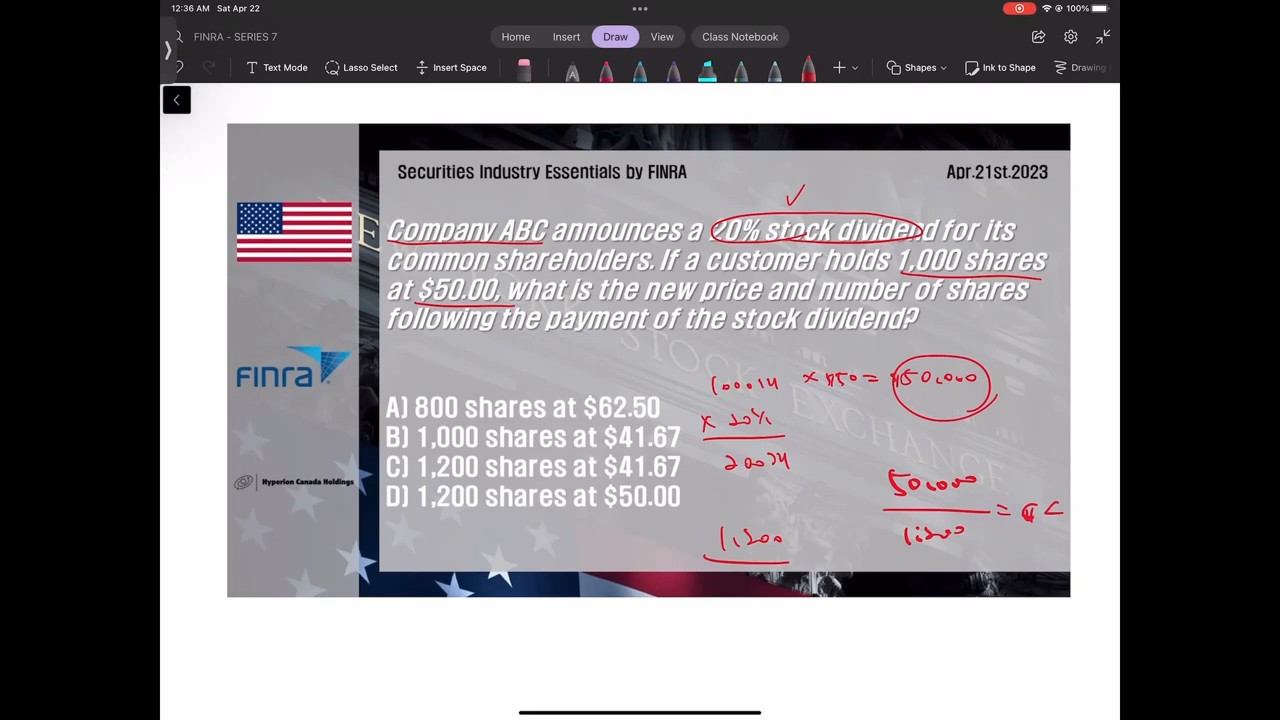 12:36 AM Sat Apr 22
100%
FINRA - SERIES 7
Home Insert Draw View Class Notebook
Text Mode Lasso Select Insert Space A Shapes Ink to Shape Drawing
Securities Industry Essentials by FINRA Apr.21st.2023
Company ABC announces a 20% stock dividend for its
common shareholders. If a customer holds 1,000 shares
at $50.00, what is the new price and number of shares
following the payment of the stock dividend?
Finra
A) 800 shares at $62.50
B) 1,000 shares at $41.67
C) 1,200 shares at $41.67
D) 1,200 shares at $50.00
Hyperion Canada Holdings
× $50 = $50,000
× 20%
50,000
1,200
1,200